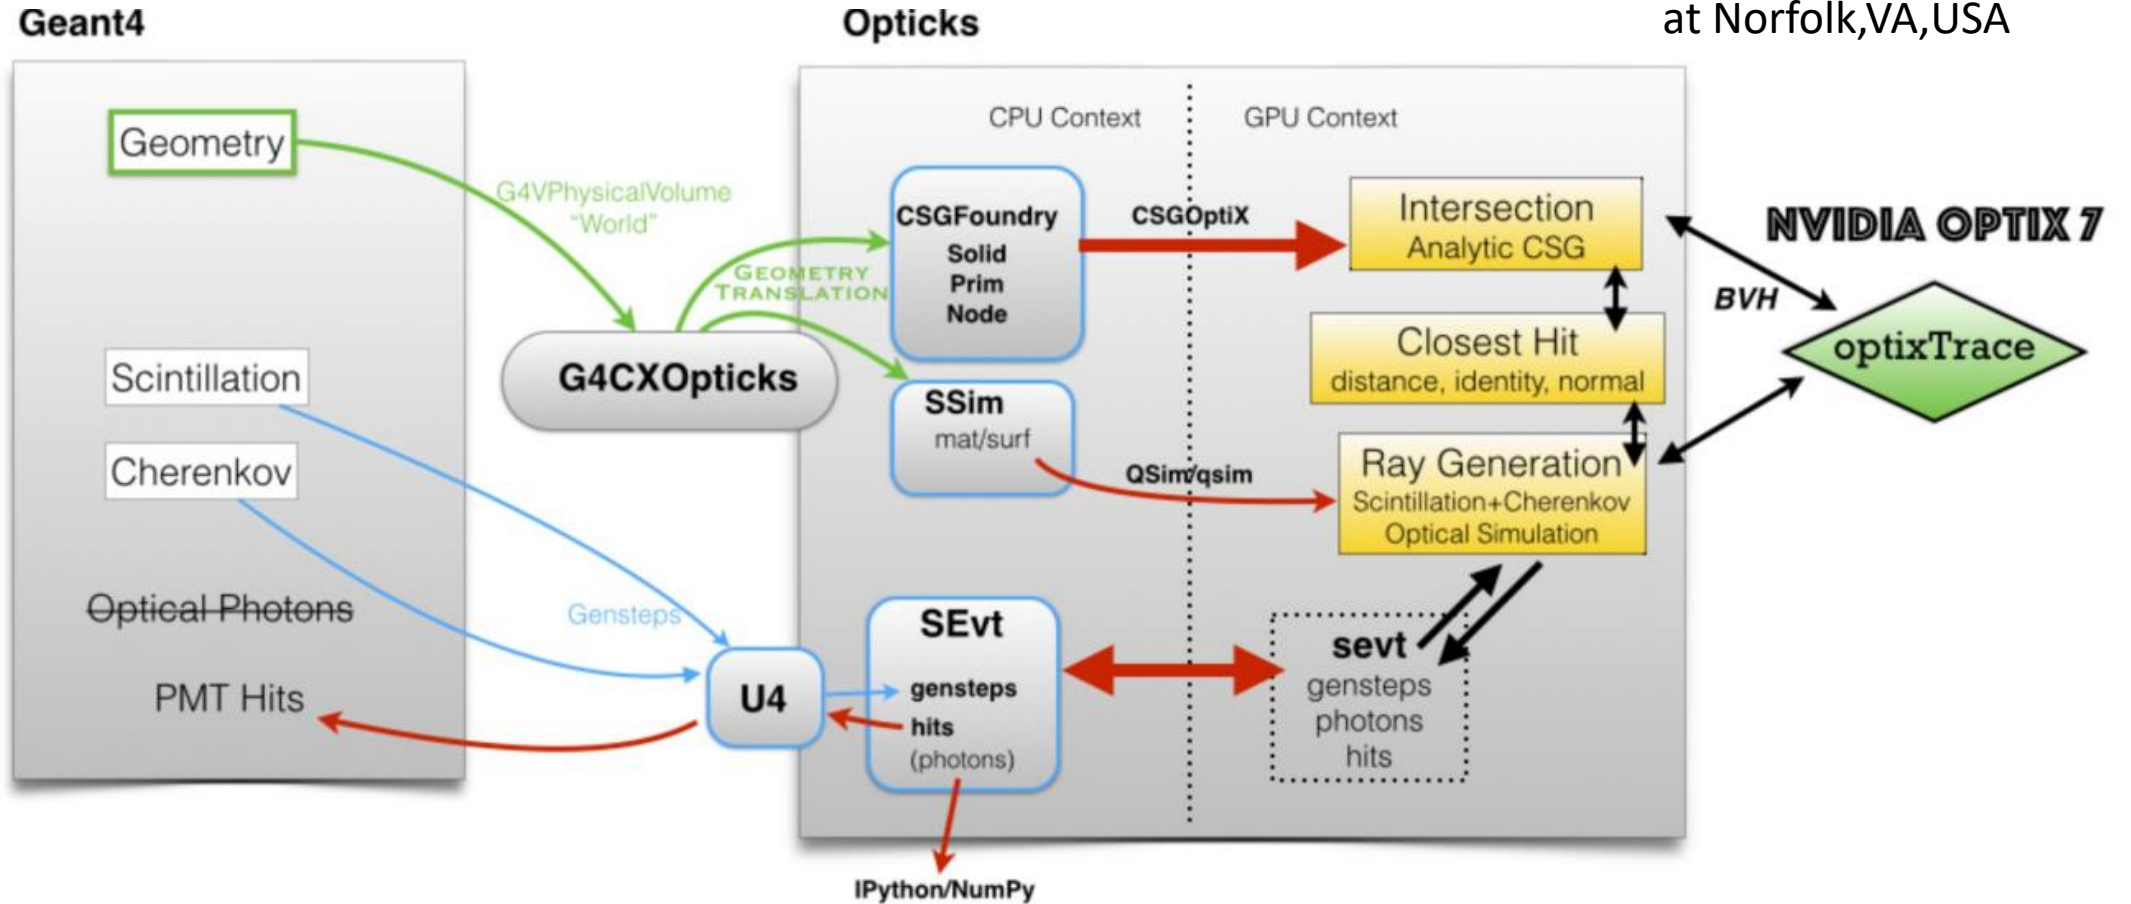 at Norfolk,VA,USA
Geant4
Opticks
Geometry
Scintillation
Cherenkov
Optical Photons
PMT Hits
G4VPhysicalVolume
“World”
GEOMETRY
TRANSLATION
G4CXOpticks
Gensteps
U4
CPU Context
GPU Context
CSGFoundry
Solid
Prim
Node
CSGOptiX
SSim
mat/surf
QSim/qsim
SEvt
gensteps
hits
(photons)
IPython/NumPy
Intersection
Analytic CSG
Closest Hit
distance, identity, normal
Ray Generation
Scintillation+Cherenkov
Optical Simulation
sevt
gensteps
photons
hits
NVIDIA OPTIX 7
BVH
optixTrace